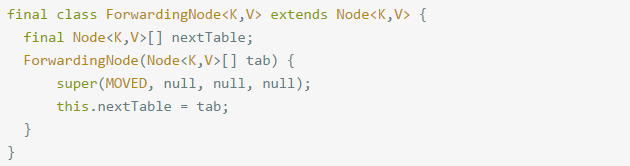 final class ForwardingNode<K,V> extends Node<K,V> {
  final Node<K,V>[] nextTable;
  ForwardingNode(Node<K,V>[] tab) {
      super(MOVED, null, null, null);
      this.nextTable = tab;
  }
}